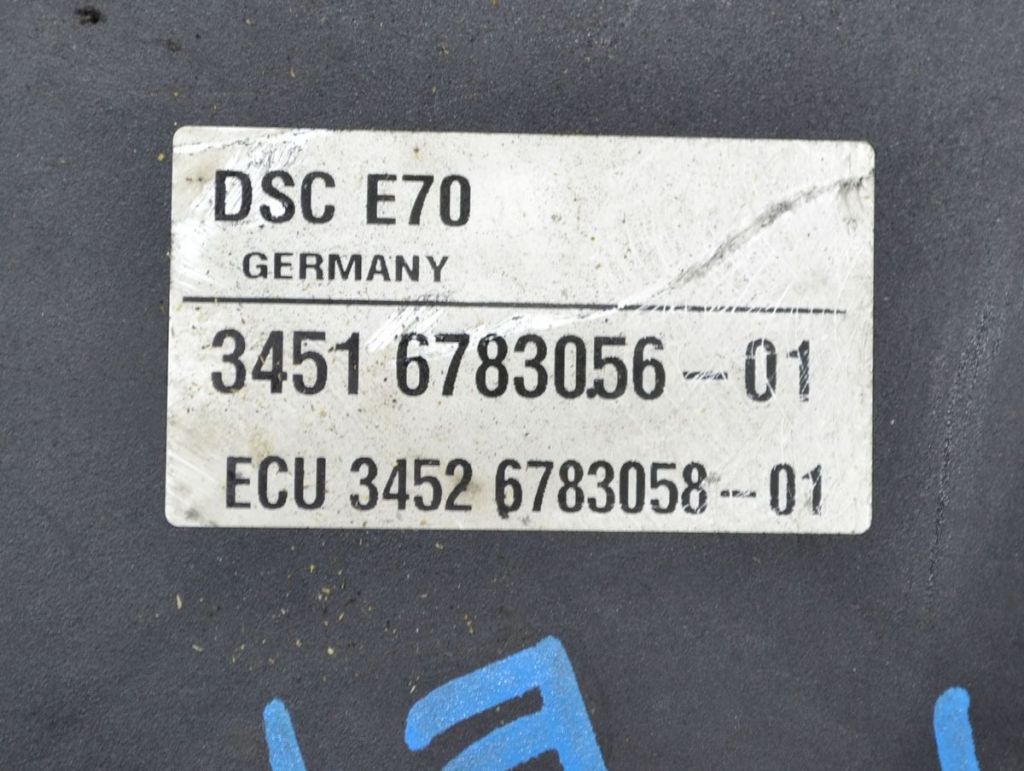 DSC E70
GERMANY
3451 6783056-01
ECU 3452 6783058--01